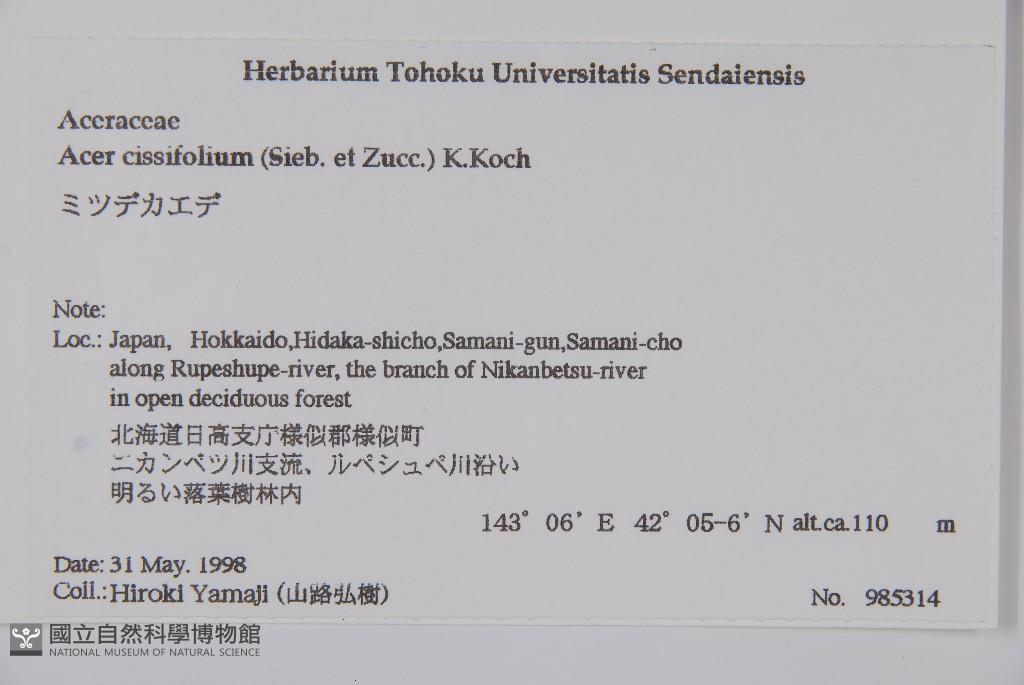 Herbarium Tohoku Universitatis Sendaiensis
Aceraceae
Acer cissifolium (Sieb. et Zucc.) K.Koch
ミツデカエデ
Note:
Loc.: Japan, Hokkaido,Hidaka-shicho,Samani-gun,Samani-cho
along Rupeshupe-river, the branch of Nikanbetsu-river
in open deciduous forest
北海道日高支庁様似郡様似町
ニカンベツ川支流、ルペシュペ川沿い
明るい落葉樹林内
143° 06’ E 42° 05-6’ N alt.ca.110 m
Date: 31 May. 1998
Coll.: Hiroki Yamaji (山路弘樹)
No. 985314
國立自然科學博物館
NATIONAL MUSEUM OF NATURAL SCIENCE